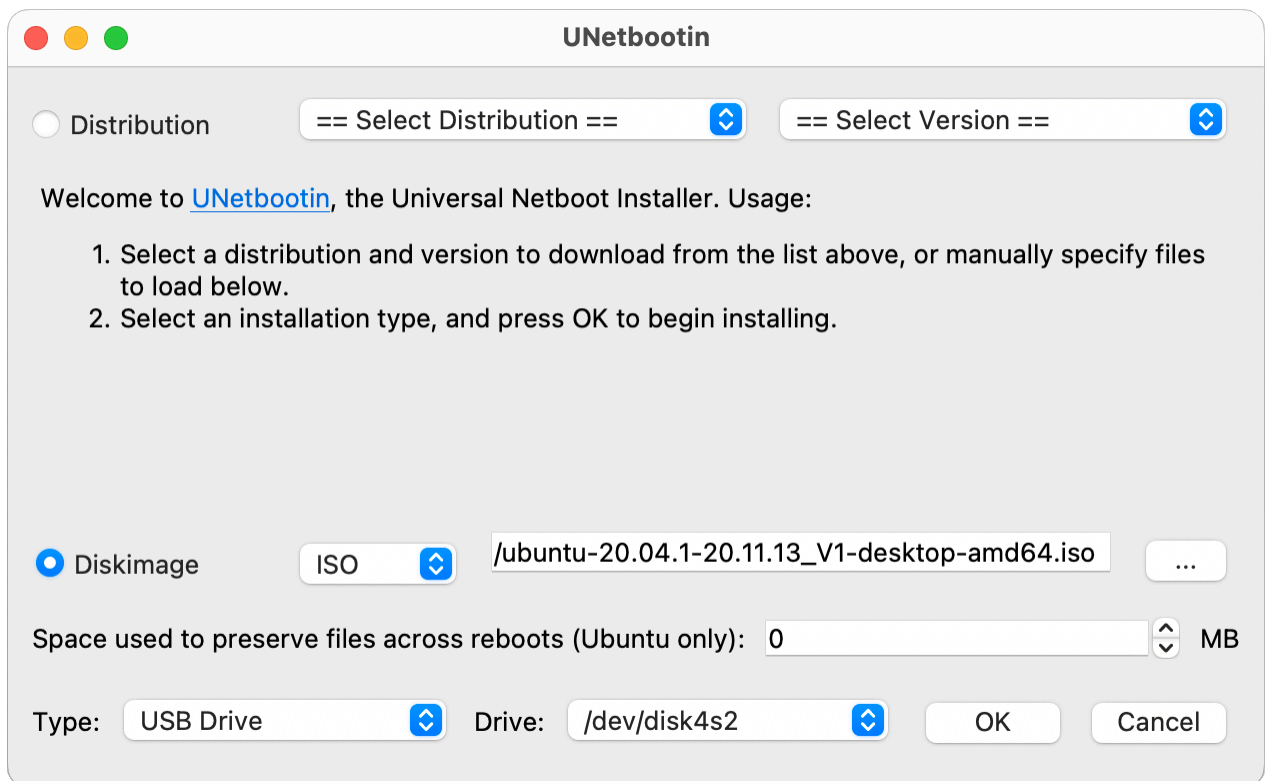 UNetbootin
Distribution
== Select Distribution ==
== Select Version ==
Welcome to UNetbootin, the Universal Netboot Installer. Usage:
1. Select a distribution and version to download from the list above, or manually specify files
to load below.
2. Select an installation type, and press OK to begin installing.
Diskimage
ISO
/ubuntu-20.04.1-20.11.13_V1-desktop-amd64.iso
...
Space used to preserve files across reboots (Ubuntu only):
0
MB
Type:
USB Drive
Drive:
/dev/disk4s2
OK
Cancel